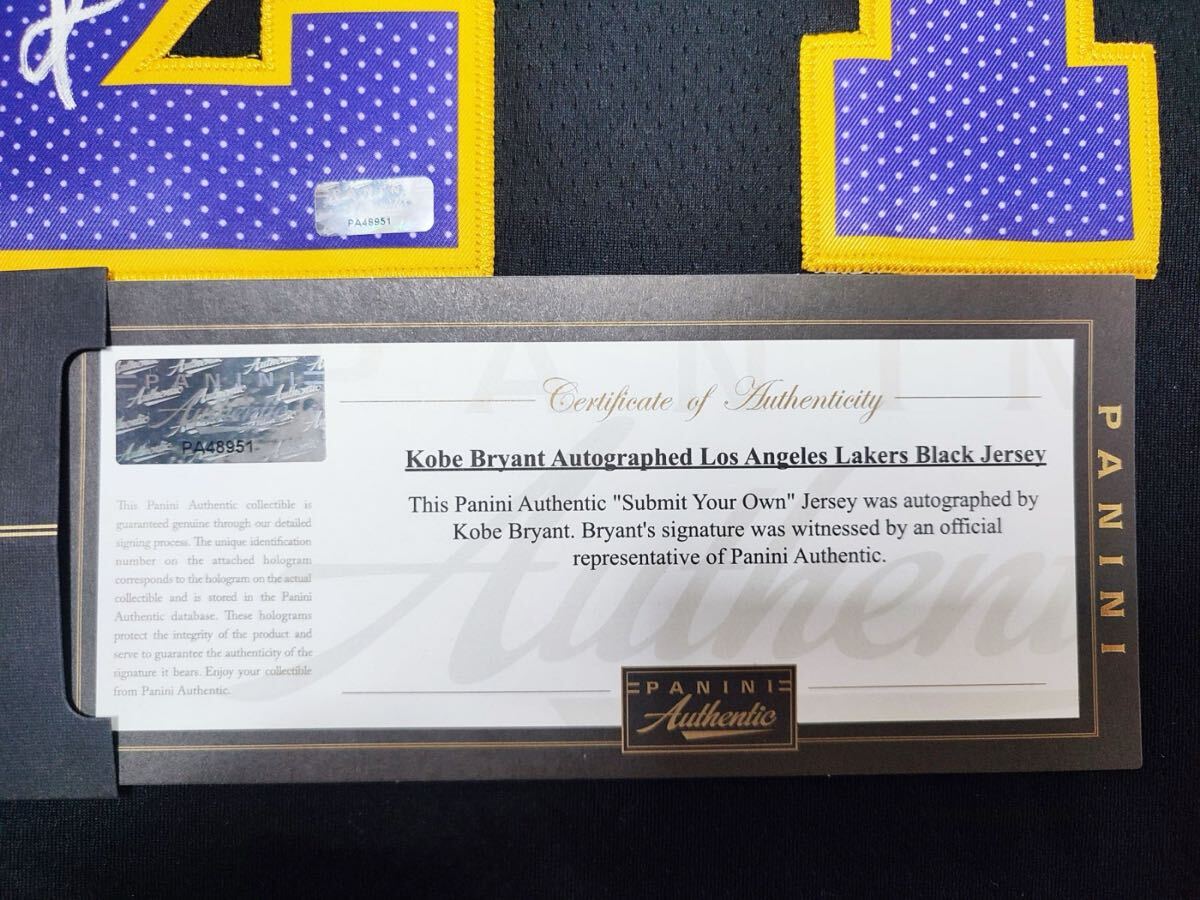 PA48951
PANINI
Authentic
PA48951
Certificate of Authenticity
Kobe Bryant Autographed Los Angeles Lakers Black Jersey
This Panini Authentic "Submit Your Own" Jersey was autographed by
Kobe Bryant. Bryant's signature was witnessed by an official
representative of Panini Authentic.
This Panini Authentic collectible is
guaranteed genuine through our detailed
signing process. The unique identification
number on the attached hologram
corresponds to the hologram on the actual
collectible and is stored in the Panini
Authentic database. These holograms
protect the integrity of the product and
serve to guarantee the authenticity of the
signature it bears. Enjoy your collectible
from Panini Authentic.
PANINI
Authentic
PANINI
PANINI
Authentic